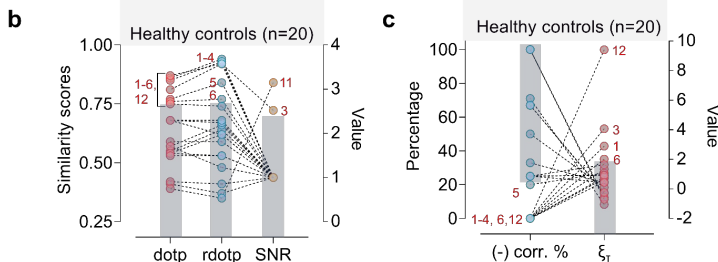 b
Healthy controls (n=20)
Similarity scores
1.00
0.75
0.50
0.25
1-6,
12
1-4
5
6
11
3
4
3
2
1
0
Value
dotp
rdotp
SNR
c
Healthy controls (n=20)
Percentage
100
80
60
40
20
0
5
1-4, 6,12
12
3
1
6
10
8
6
4
2
0
-2
Value
(-) corr. %
ξT